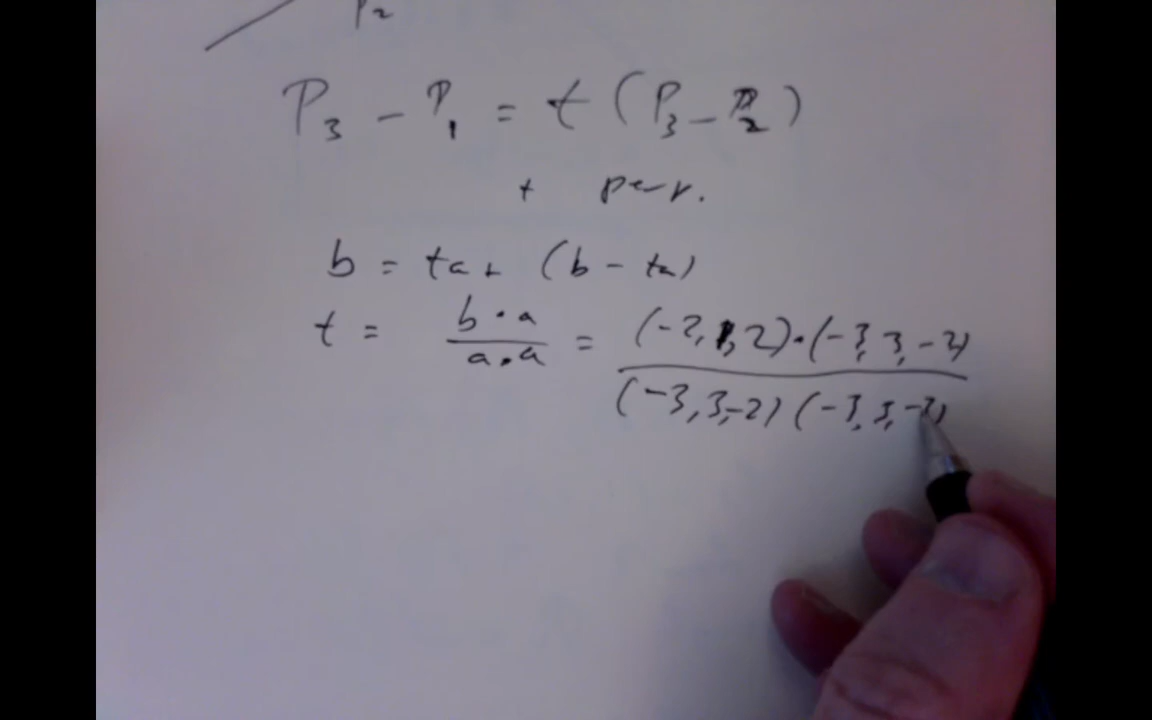 P2
P3 - P1 = t (P3 - P2)
+ per.
b = ta + (b - ta)
t = b · a / a . a = (-2, 1, 2) · (-3, 3, -2) / (-3, 3, -2) (-3, 3, -2)